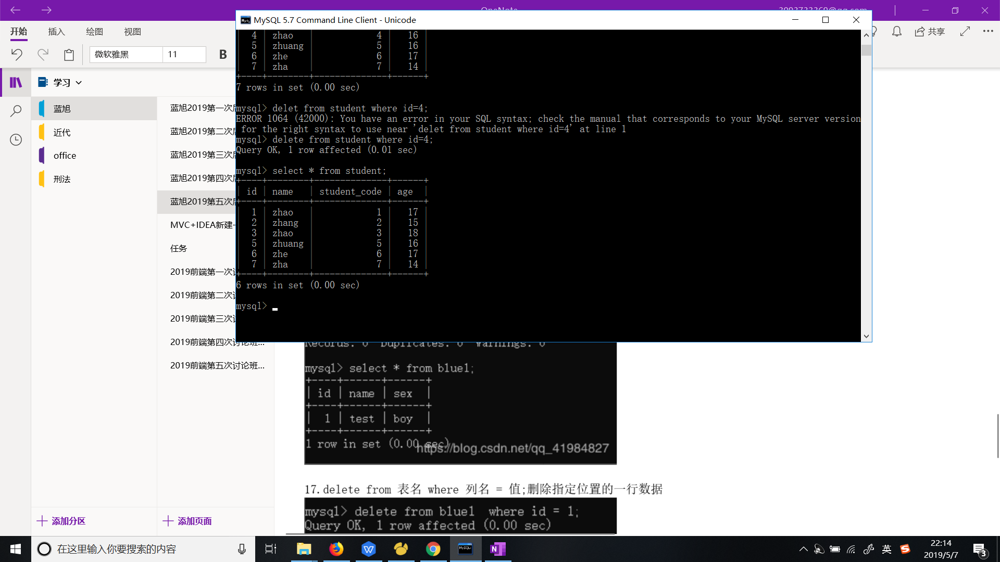 MySQL 5.7 Command Line Client - Unicode
开始 插入 绘图 视图
共享
微软雅黑 11 B
学习
蓝旭
近代
office
刑法
蓝旭2019第一次
蓝旭2019第二次
蓝旭2019第三次
蓝旭2019第四次
蓝旭2019第五次
MVC+IDEA新建
任务
2019前端第一次
2019前端第二次
2019前端第三次
2019前端第四次讨论班...
2019前端第五次讨论班...
添加分区
添加页面
| 4 | zhao | 4 | 16 |
| 5 | zhuang | 5 | 16 |
| 6 | zhe | 6 | 17 |
| 7 | zha | 7 | 14 |
+----+--------+--------------+------+
7 rows in set (0.00 sec)
mysql> delet from student where id=4;
ERROR 1064 (42000): You have an error in your SQL syntax; check the manual that corresponds to your MySQL server version
for the right syntax to use near 'delet from student where id=4' at line 1
mysql> delete from student where id=4;
Query OK, 1 row affected (0.01 sec)
mysql> select * from student;
+----+--------+--------------+------+
| id | name | student_code | age |
+----+--------+--------------+------+
| 1 | zhao | 1 | 17 |
| 2 | zhang | 2 | 15 |
| 3 | zhao | 3 | 18 |
| 5 | zhuang | 5 | 16 |
| 6 | zhe | 6 | 17 |
| 7 | zha | 7 | 14 |
+----+--------+--------------+------+
6 rows in set (0.00 sec)
mysql>
Records: 0 Duplicates: 0 Warnings: 0
mysql> select * from blue1;
+----+------+------+
| id | name | sex |
+----+------+------+
| 1 | test | boy |
+----+------+------+
1 row in set (0.00 sec)
https://blog.csdn.net/qq_41984827
17.delete from 表名 where 列名 = 值;删除指定位置的一行数据
mysql> delete from blue1 where id = 1;
Query OK, 1 row affected (0.00 sec)
在这里输入你要搜索的内容
英
22:14
2019/5/7
3